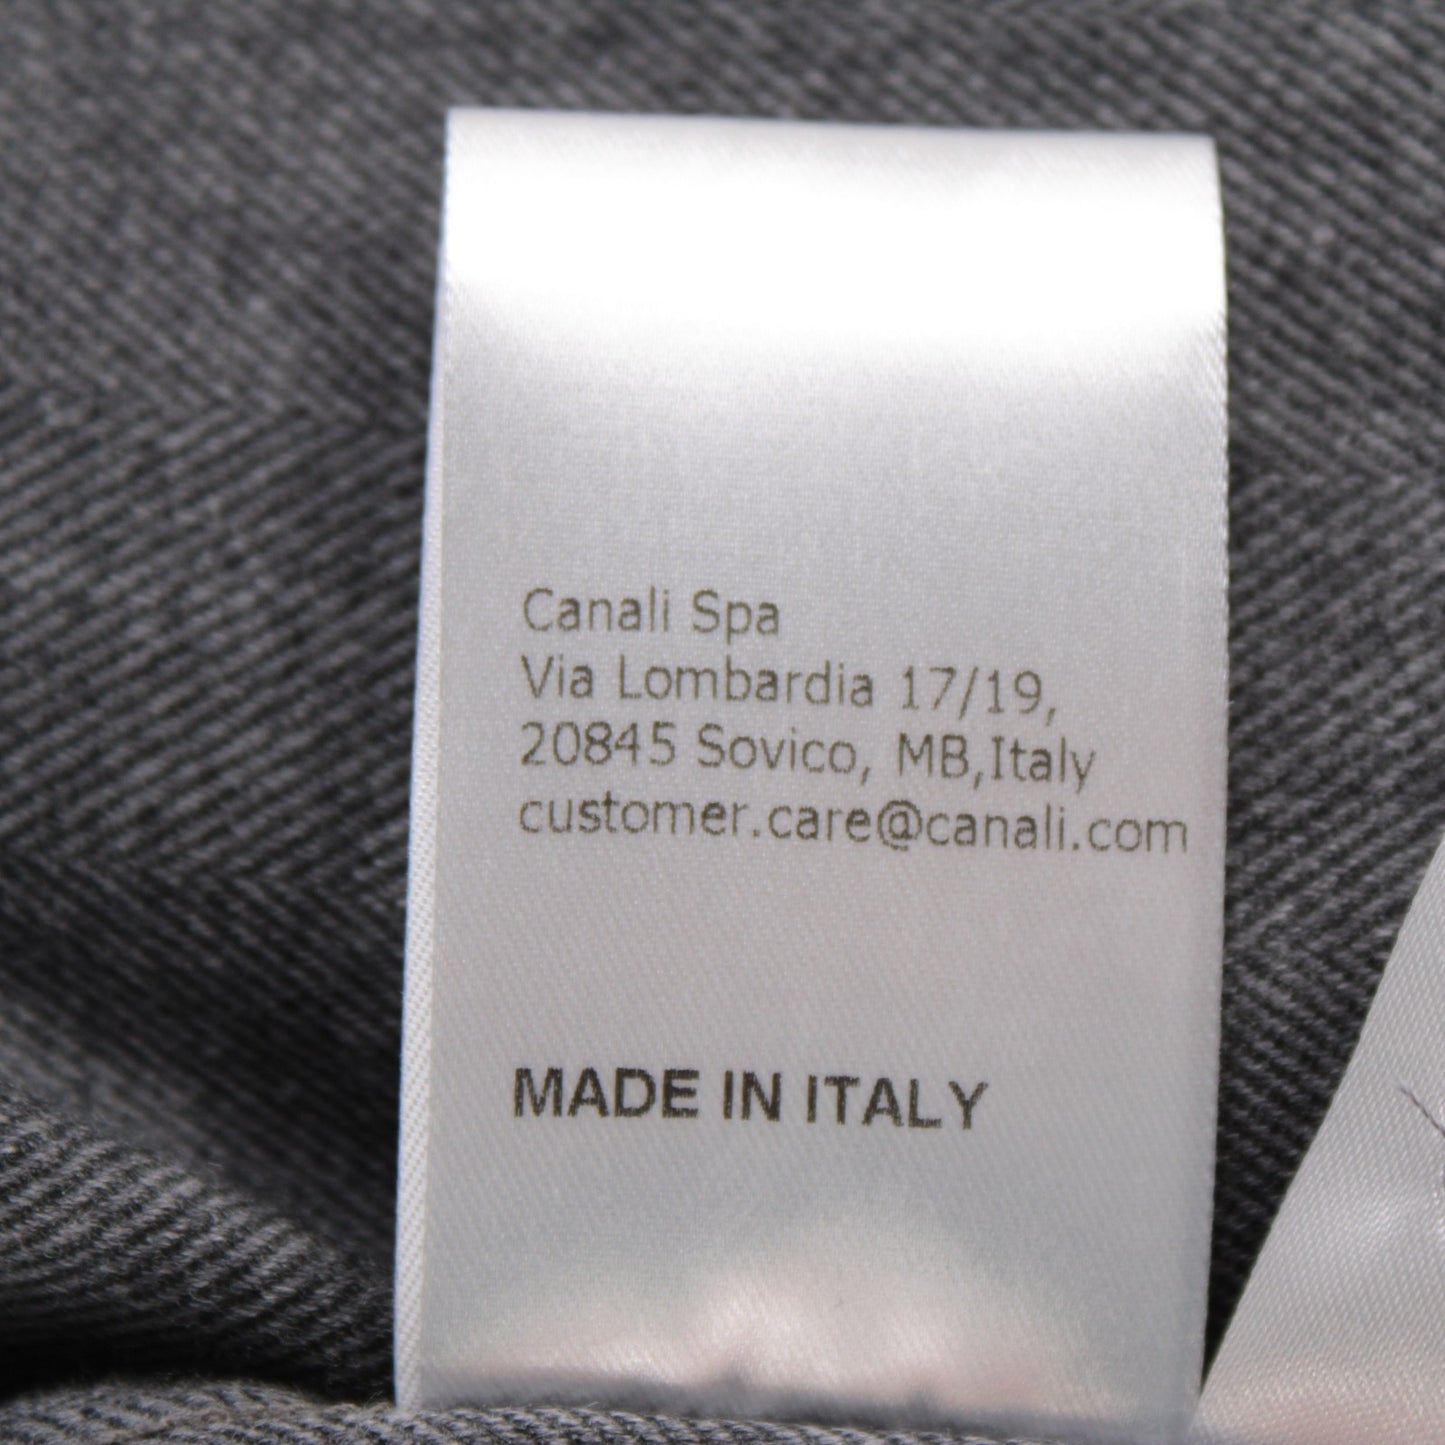 Canali Spa
Via Lombardia 17/19,
20845 Sovico, MB,Italy
customer.care@canali.com
MADE IN ITALY